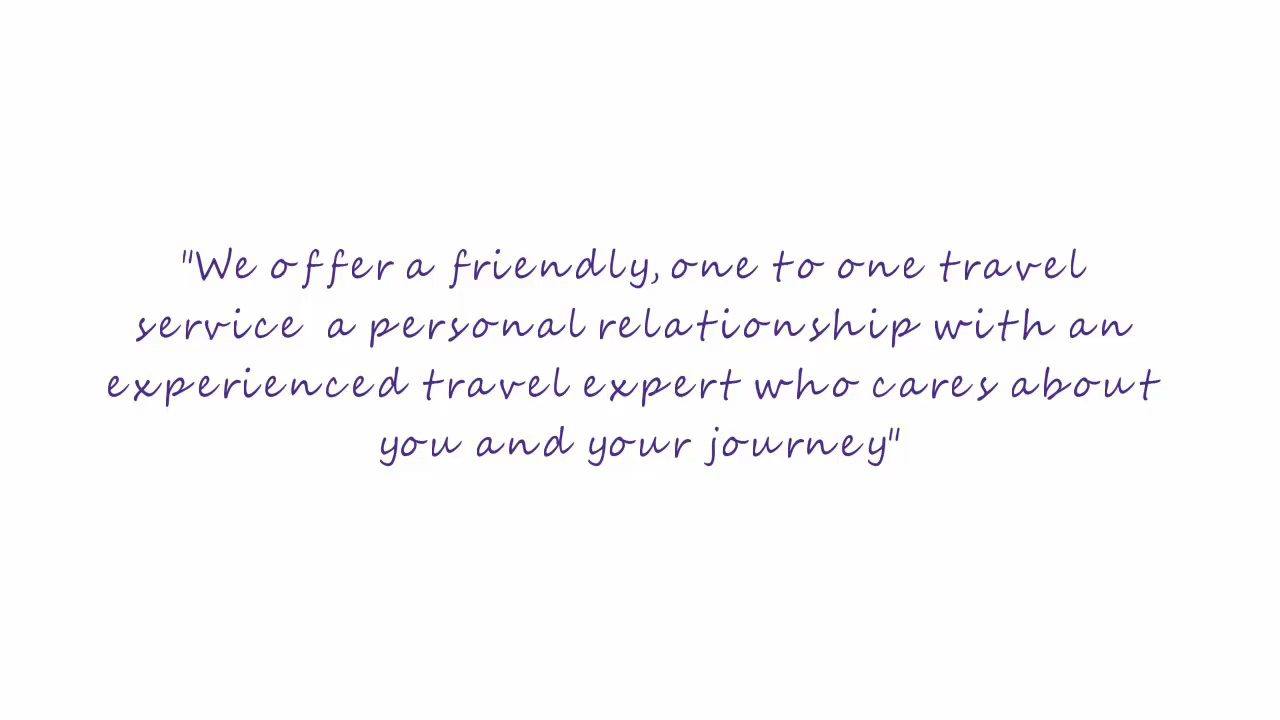 "We offer a friendly, one to one travel
service  a personal relationship with an
experienced travel expert who cares about
you and your journey"